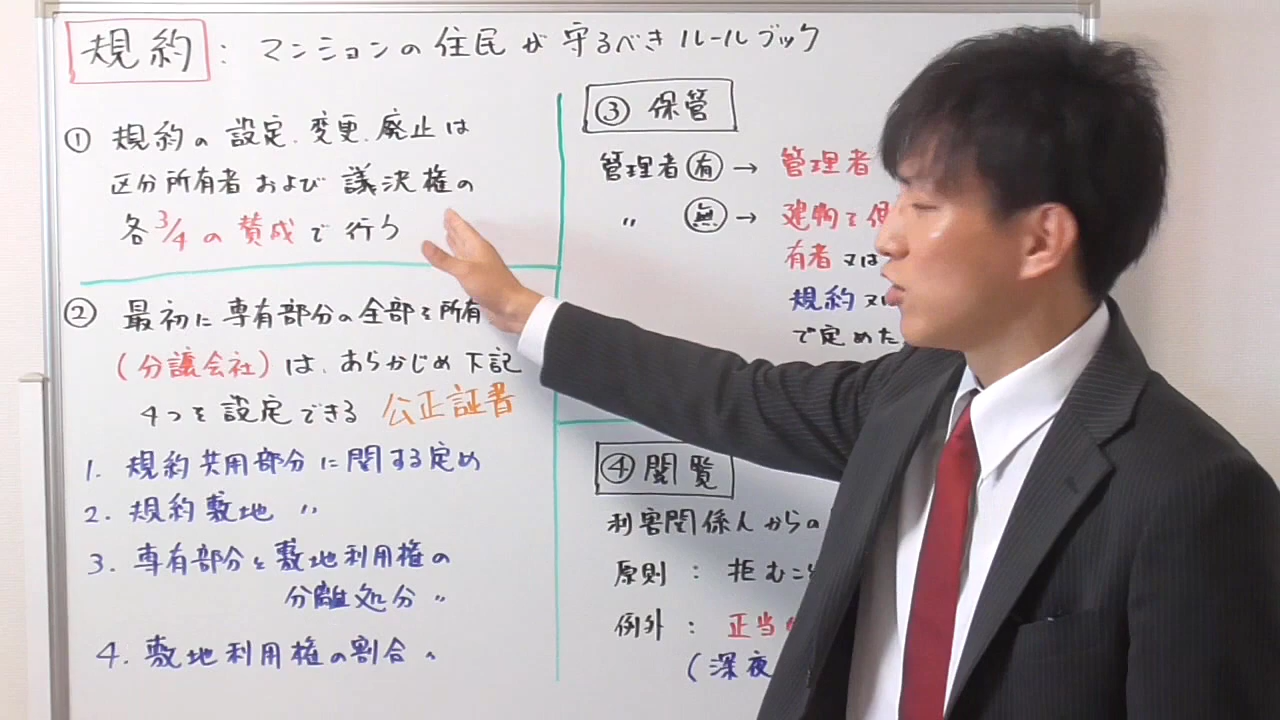 規約 : マンションの住民が守るべきルールブック
① 規約の設定、変更、廃止は
区分所有者および議決権の
各3/4の賛成で行う
② 最初に専有部分の全部を所有
(分譲会社)は、あらかじめ下記
4つを設定できる 公正証書
1. 規約共用部分に関する定め
2. 規約敷地 〃
3. 専有部分と敷地利用権の
分離処分 〃
4. 敷地利用権の割合 〃
③ 保管
管理者(有)→ 管理者
〃 (無)→ 建物を
有者又は
規約又は
で定めた
④ 閲覧
利害関係人からの
原則 : 拒むこと
例外 : 正当
(深夜